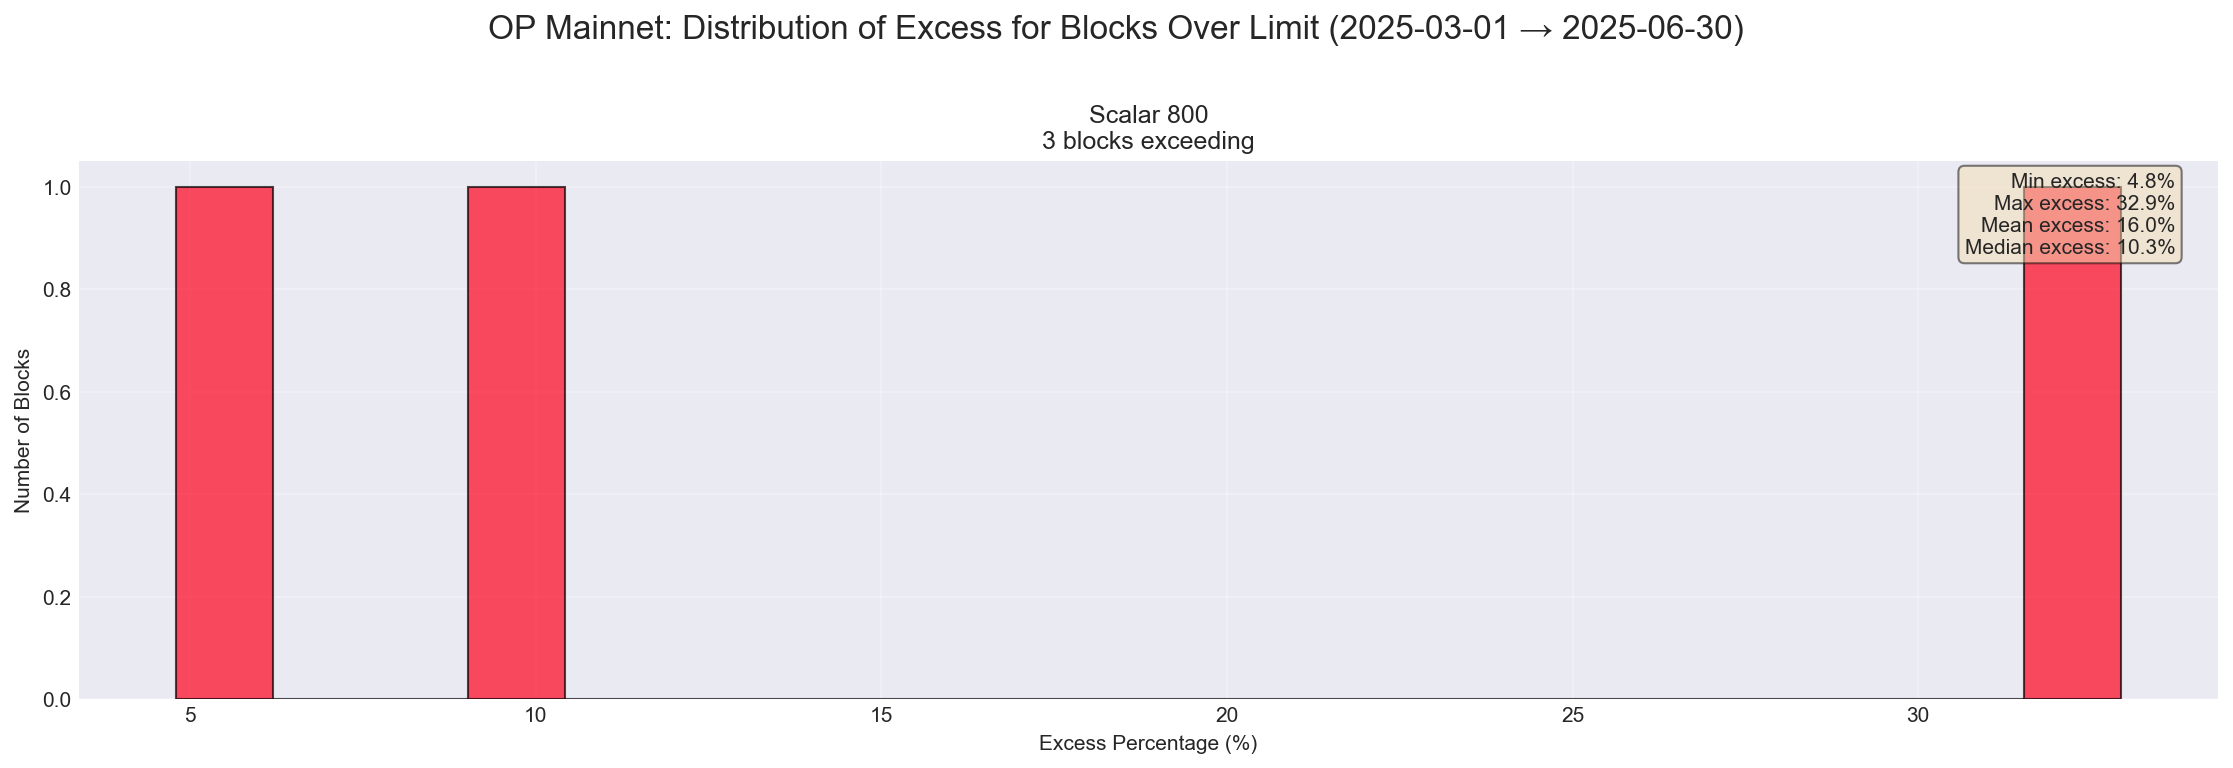 OP Mainnet: Distribution of Excess for Blocks Over Limit (2025-03-01 → 2025-06-30)
Scalar 800
3 blocks exceeding
Min excess: 4.8%
Max excess: 32.9%
Mean excess: 16.0%
Median excess: 10.3%
Number of Blocks
1.0
0.8
0.6
0.4
0.2
0.0
5 10 15 20 25 30
Excess Percentage (%)